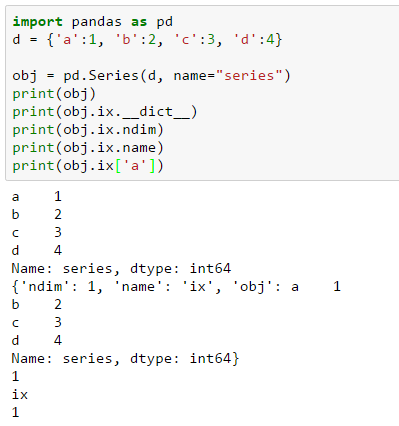 import pandas as pd
d = {'a':1, 'b':2, 'c':3, 'd':4}

obj = pd.Series(d, name="series")
print(obj)
print(obj.ix.__dict__)
print(obj.ix.ndim)
print(obj.ix.name)
print(obj.ix['a'])
a    1
b    2
c    3
d    4
Name: series, dtype: int64
{'ndim': 1, 'name': 'ix', 'obj': a    1
b    2
c    3
d    4
Name: series, dtype: int64}
1
ix
1